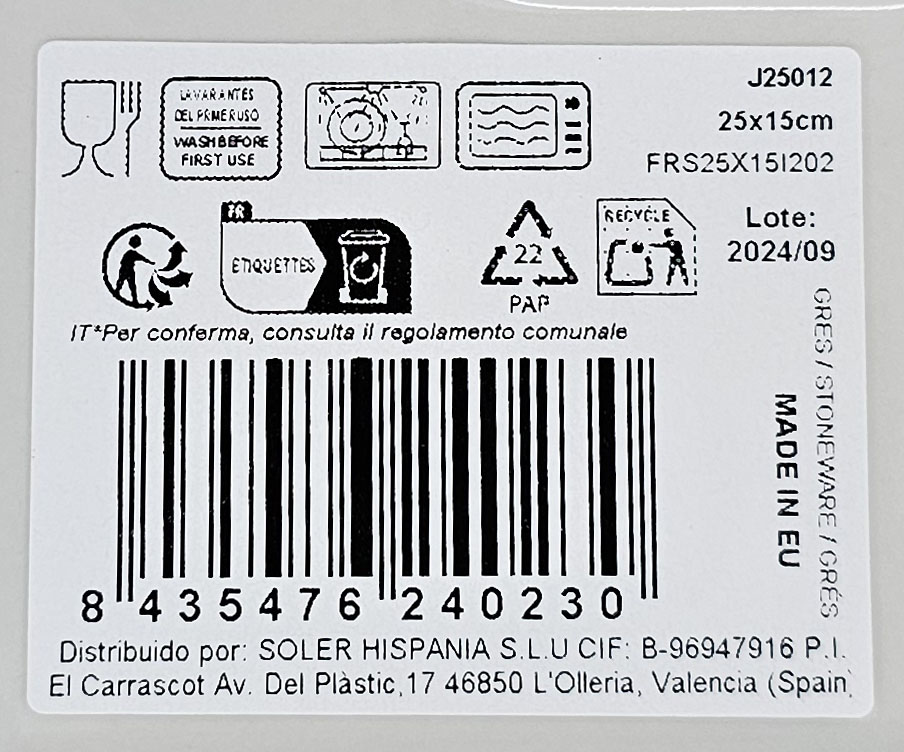 LAVAR ANTES
DEL PRIMER USO
WASH BEFORE
FIRST USE
J25012
25x15cm
FRS25X15I202
FR
ETIQUETTES
22
PAP
RECYCLE
Lote:
2024/09
IT*Per conferma, consulta il regolamento comunale
GRES / STONEWARE / GRÉS
MADE IN EU
8 435476 240230
Distribuido por: SOLER HISPANIA S.L.U CIF: B-96947916 P.I.
El Carrascot Av. Del Plàstic,17 46850 L'Olleria, Valencia (Spain)